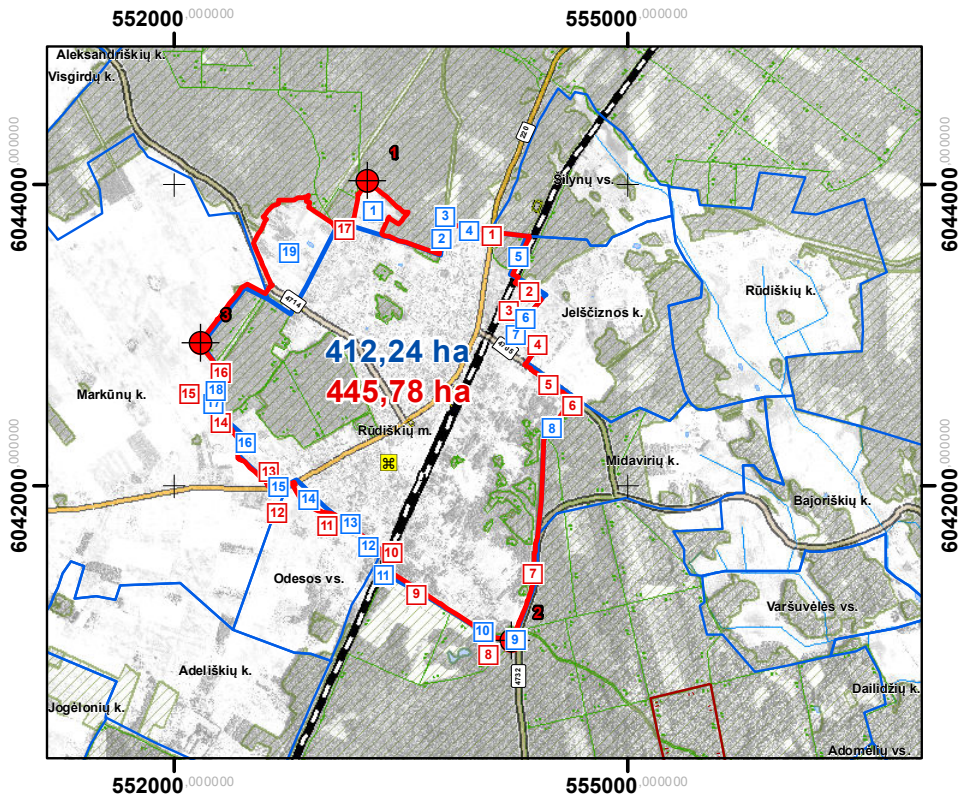 552000,000000 555000,000000
Aleksandriškių k.
Visgirdų k.
220
1
Šilynų vs.
6044000,000000
6044000,000000
3
1
17
4
1
2
19
5
Rūdiškių k.
2
4714
3
3
6
Jelščiznos k.
7
4
412,24 ha
16
5
Markūnų k.
15
18
445,78 ha
17
6
14
8
Rūdiškių m.
16
Midavirių k.
13
15
6042000,000000
6042000,000000
14
Bajoriškių k.
12
11
13
12
10
Odesos vs.
11
7
9
Varšuvėlės vs.
2
10
9
8
Adeliškių k.
4732
Dailidžių k.
Jogėlonių k.
Adomėlių vs.
552000,000000 555000,000000